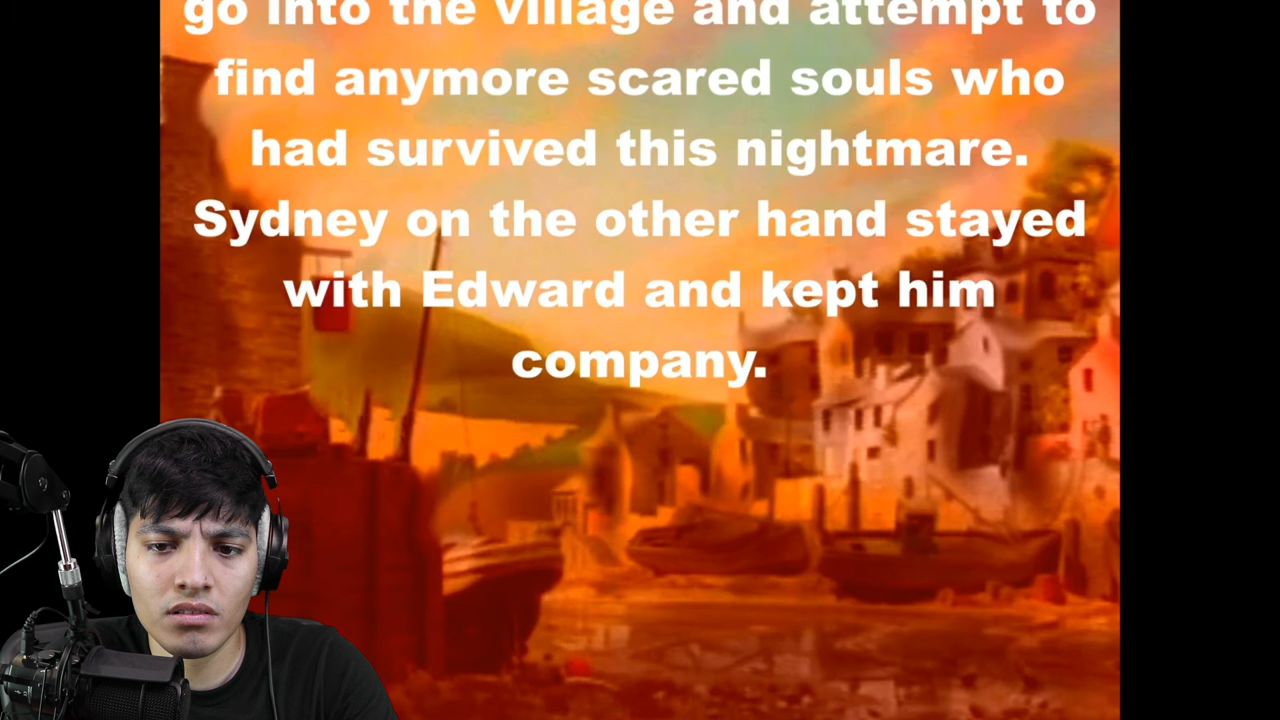 go into the village and attempt to
find anymore scared souls who
had survived this nightmare.
Sydney on the other hand stayed
with Edward and kept him
company.